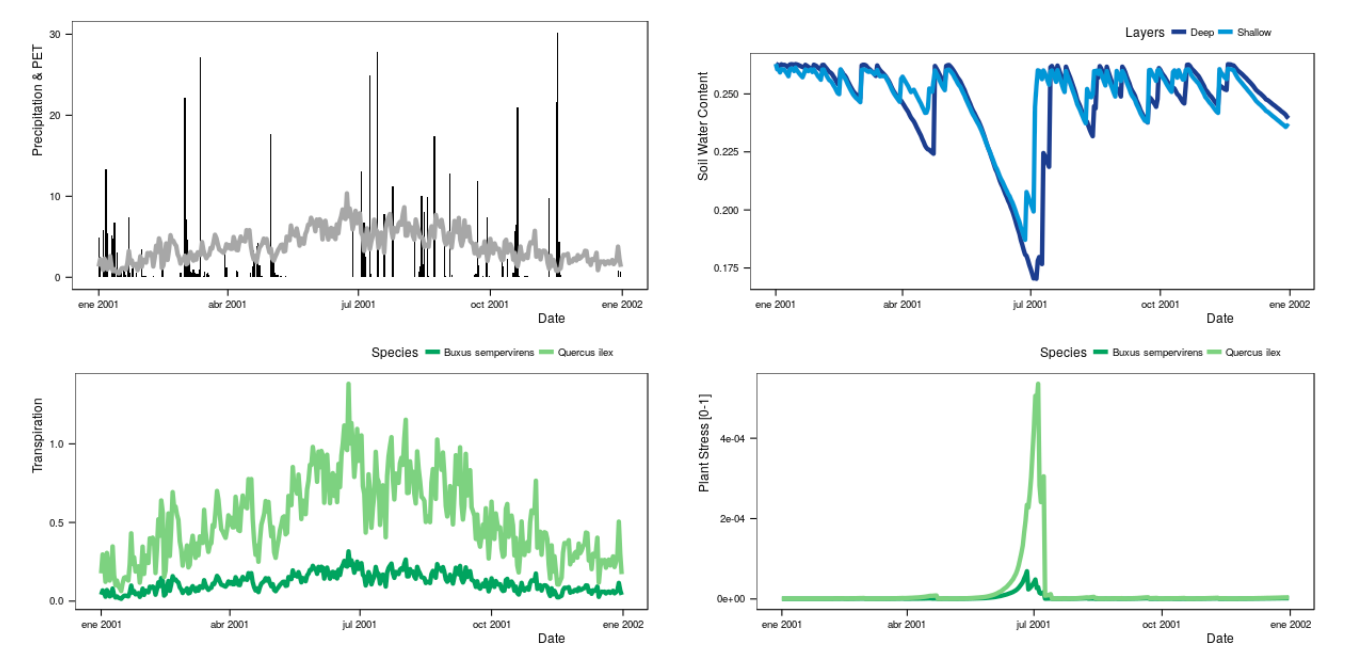 Precipitation & PET
30
20
10
0
ene 2001 abr 2001 jul 2001 oct 2001 ene 2002
Date
Layers Deep Shallow
Soil Water Content
0.250
0.225
0.200
0.175
ene 2001 abr 2001 jul 2001 oct 2001 ene 2002
Date
Species Buxus sempervirens Quercus ilex
Transpiration
1.0
0.5
0.0
ene 2001 abr 2001 jul 2001 oct 2001 ene 2002
Date
Species Buxus sempervirens Quercus ilex
Plant Stress [0-1]
4e-04
2e-04
0e+00
ene 2001 abr 2001 jul 2001 oct 2001 ene 2002
Date